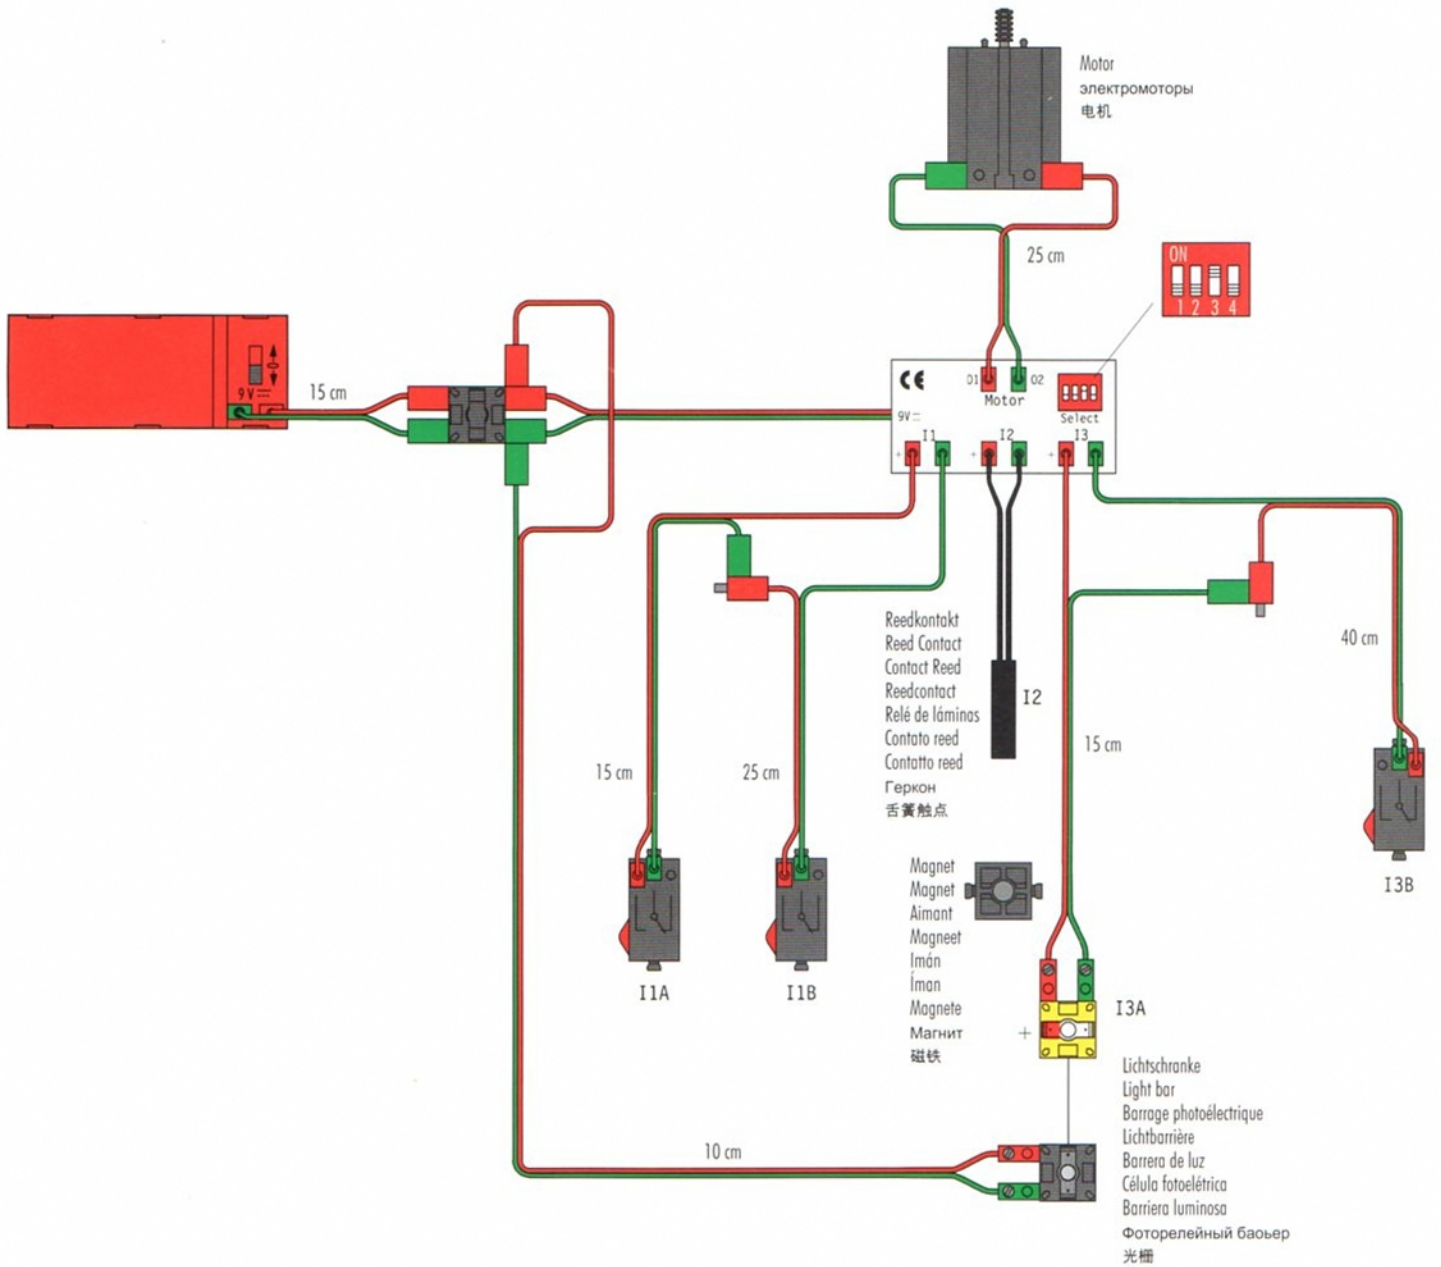 Motor
электромоторы
电机
25 cm
ON
1 2 3 4
15 cm
9V
CE
O1
O2
Motor
9V
Select
I1
I2
I3
+
+
+
Reedkontakt
Reed Contact
Contact Reed
Reedcontact
Relé de láminas
Contato reed
Contatto reed
Геркон
舌簧触点
I2
40 cm
15 cm
25 cm
15 cm
I1A
I1B
I3B
Magnet
Magnet
Aimant
Magneet
Imán
Íman
Magnete
Магнит
磁铁
+
I3A
Lichtschranke
Light bar
Barrage photoélectrique
Lichtbarrière
Barrera de luz
Célula fotoelétrica
Barriera luminosa
Фоторелейный баоьер
光栅
10 cm